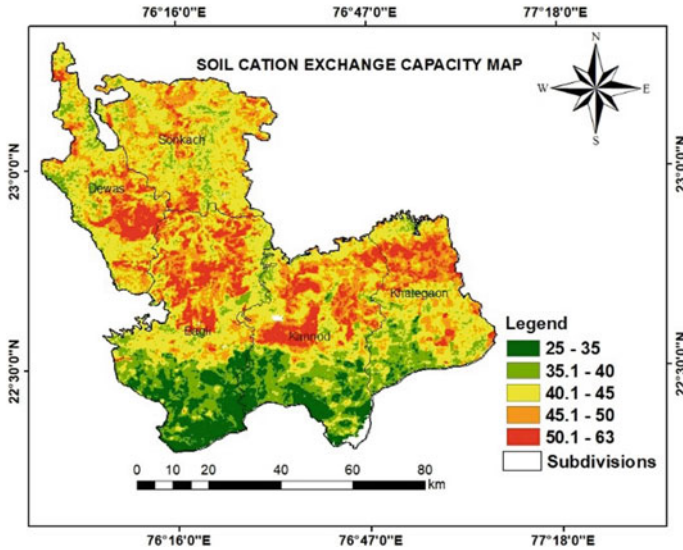 76°16'0"E 76°47'0"E 77°18'0"E
SOIL CATION EXCHANGE CAPACITY MAP
N
W E
S
23°0'0"N 23°0'0"N
Sonkach
Dewas
Khategaon
Bagli Kannod
22°30'0"N 22°30'0"N
Legend
25 - 35
35.1 - 40
40.1 - 45
45.1 - 50
50.1 - 63
Subdivisions
0 10 20 40 60 80
km
76°16'0"E 76°47'0"E 77°18'0"E